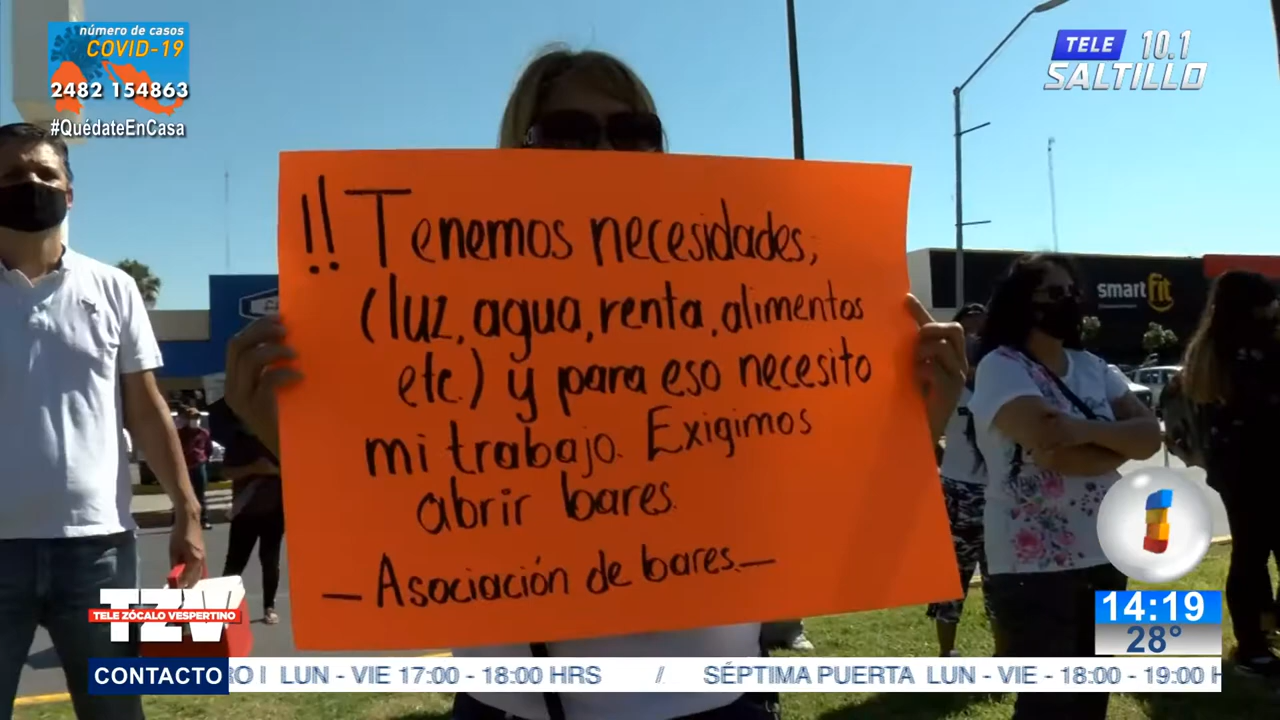 número de casos
COVID-19
2482 154863
#QuédateEnCasa
TELE 10.1
SALTILLO
!! Tenemos necesidades,
(luz, agua, renta, alimentos
etc.) y para eso necesito
mi trabajo. Exigimos
abrir bares.
— Asociación de bares.—
smart fit
TZV
TELE ZÓCALO VESPERTINO
14:19
28°
CONTACTO
LUN - VIE 17:00 - 18:00 HRS // SÉPTIMA PUERTA LUN - VIE - 18:00 - 19:00 H